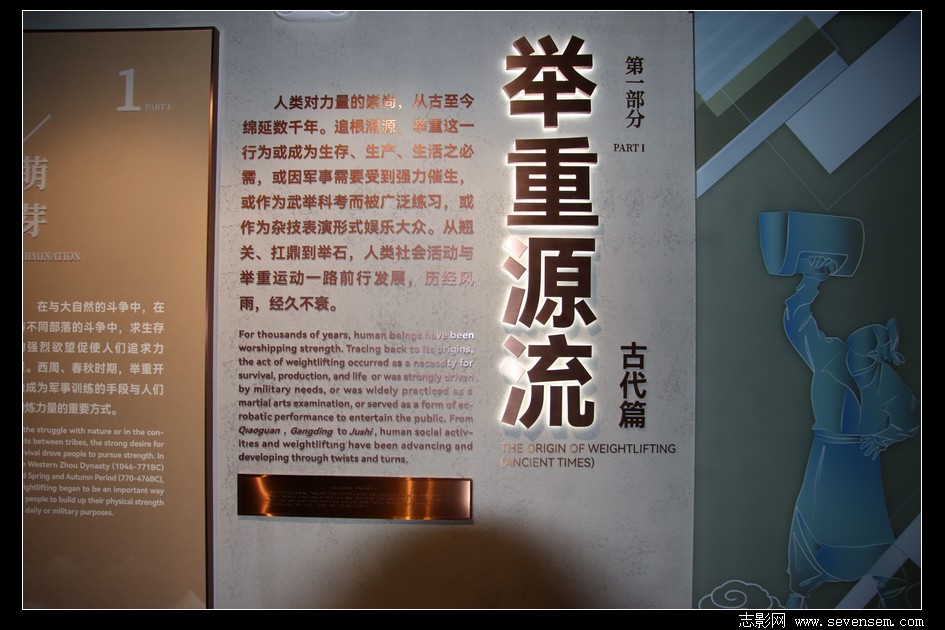 1
PART I
萌
芽
RMINATION
在与大自然的斗争中，在
不同部落的斗争中，求生存
强烈欲望促使人们追求力
。西周、春秋时期，举重开
成为军事训练的手段与人们
炼力量的重要方式。
the struggle with nature or in the con-
ts between tribes, the strong desire for
vival drove people to pursue strength. In
Western Zhou Dynasty (1046-771BC)
d Spring and Autumn Period (770-476BC),
ightlifting began to be an important way
people to build up their physical strength
daily or military purposes.
人类对力量的崇尚，从古至今
绵延数千年。追根溯源，举重这一
行为或成为生存、生产、生活之必
需，或因军事需要受到强力催生，
或作为武举科考而被广泛练习，或
作为杂技表演形式娱乐大众。从翘
关、扛鼎到举石，人类社会活动与
举重运动一路前行发展，历经风
雨，经久不衰。
For thousands of years, human beings have been
worshipping strength. Tracing back to its origins,
the act of weightlifting occurred as a necessity for
survival, production, and life or was strongly driven
by military needs, or was widely practiced as a
martial arts examination, or served as a form of ac-
robatic performance to entertain the public. From
Qiaoguan , Gangding to Jushi , human social activ-
ities and weightlifting have been advancing and
developing through twists and turns.
举重源流
第一部分
PART I
古代篇
THE ORIGIN OF WEIGHTLIFTING
(ANCIENT TIMES)
志影网 www.sevensem.com